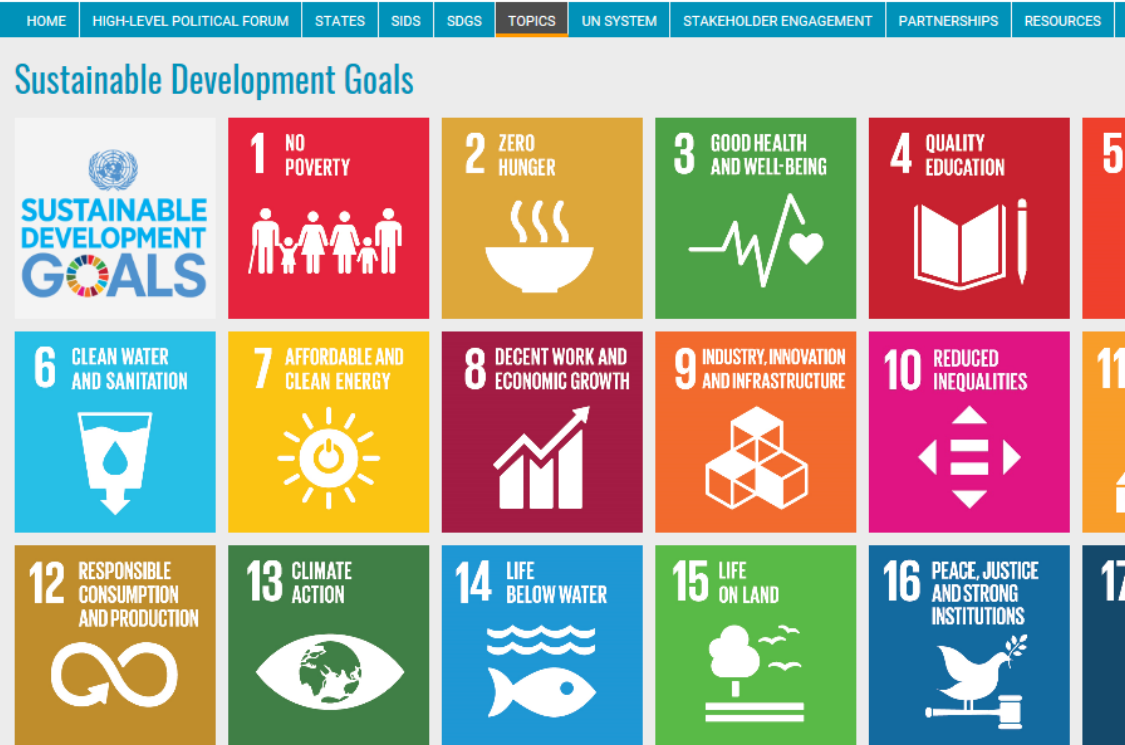 HOME HIGH-LEVEL POLITICAL FORUM STATES SIDS SDGS TOPICS UN SYSTEM STAKEHOLDER ENGAGEMENT PARTNERSHIPS RESOURCES
Sustainable Development Goals
SUSTAINABLE
DEVELOPMENT
GOALS
1 NO
POVERTY
2 ZERO
HUNGER
3 GOOD HEALTH
AND WELL-BEING
4 QUALITY
EDUCATION
5
6 CLEAN WATER
AND SANITATION
7 AFFORDABLE AND
CLEAN ENERGY
8 DECENT WORK AND
ECONOMIC GROWTH
9 INDUSTRY, INNOVATION
AND INFRASTRUCTURE
10 REDUCED
INEQUALITIES
11
12 RESPONSIBLE
CONSUMPTION
AND PRODUCTION
13 CLIMATE
ACTION
14 LIFE
BELOW WATER
15 LIFE
ON LAND
16 PEACE, JUSTICE
AND STRONG
INSTITUTIONS
17